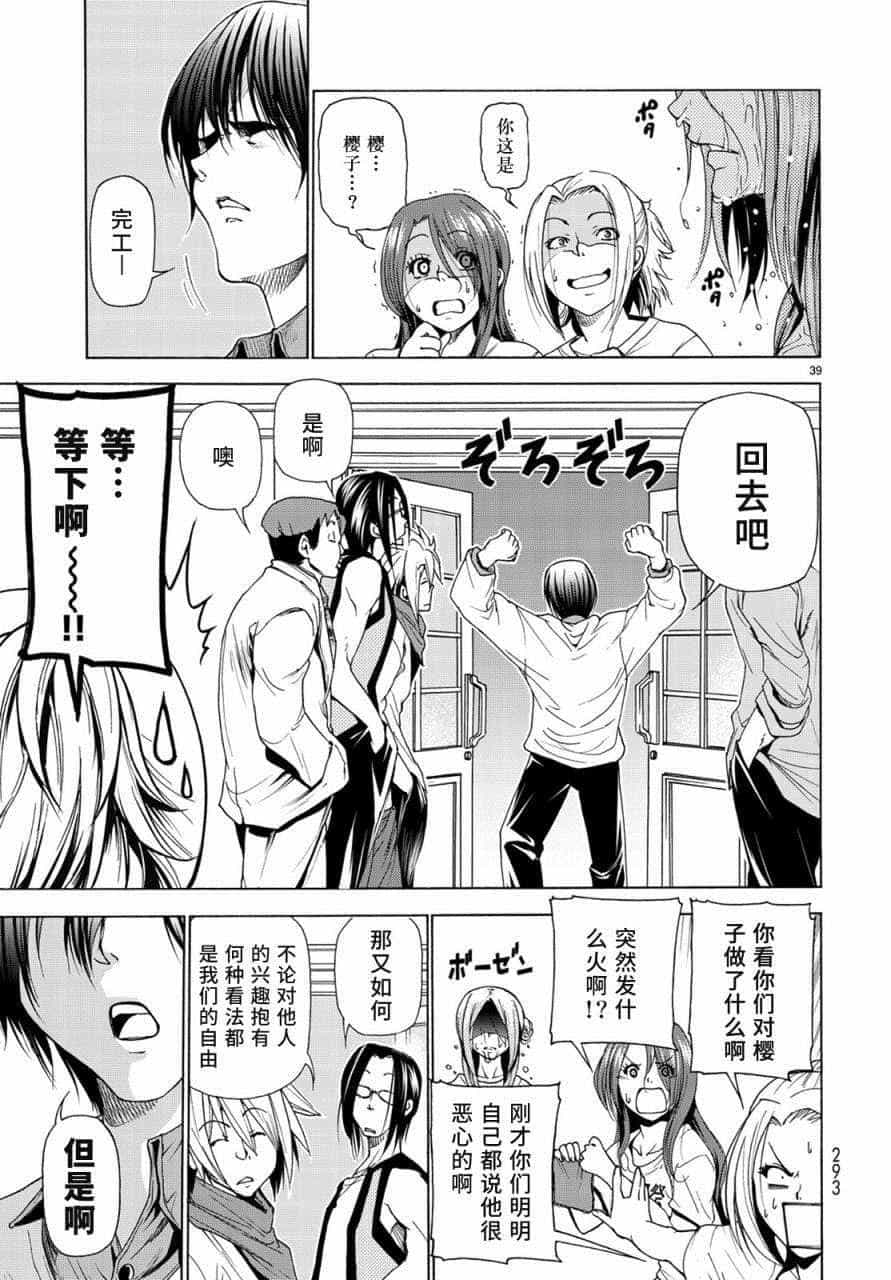 ポタ
ポタ
你这是
樱…
樱子…?
完工—
39
回去吧
ぞろぞろ
是啊
噢
等…
等下啊~~~!!
你看你们对樱
子做了什么啊
突然发什
么火啊!?
ボーゼン
刚才你们明明
自己都说他很
恶心的啊
那又如何
不论对他人
的兴趣抱有
何种看法都
是我们的自由
但是啊
293